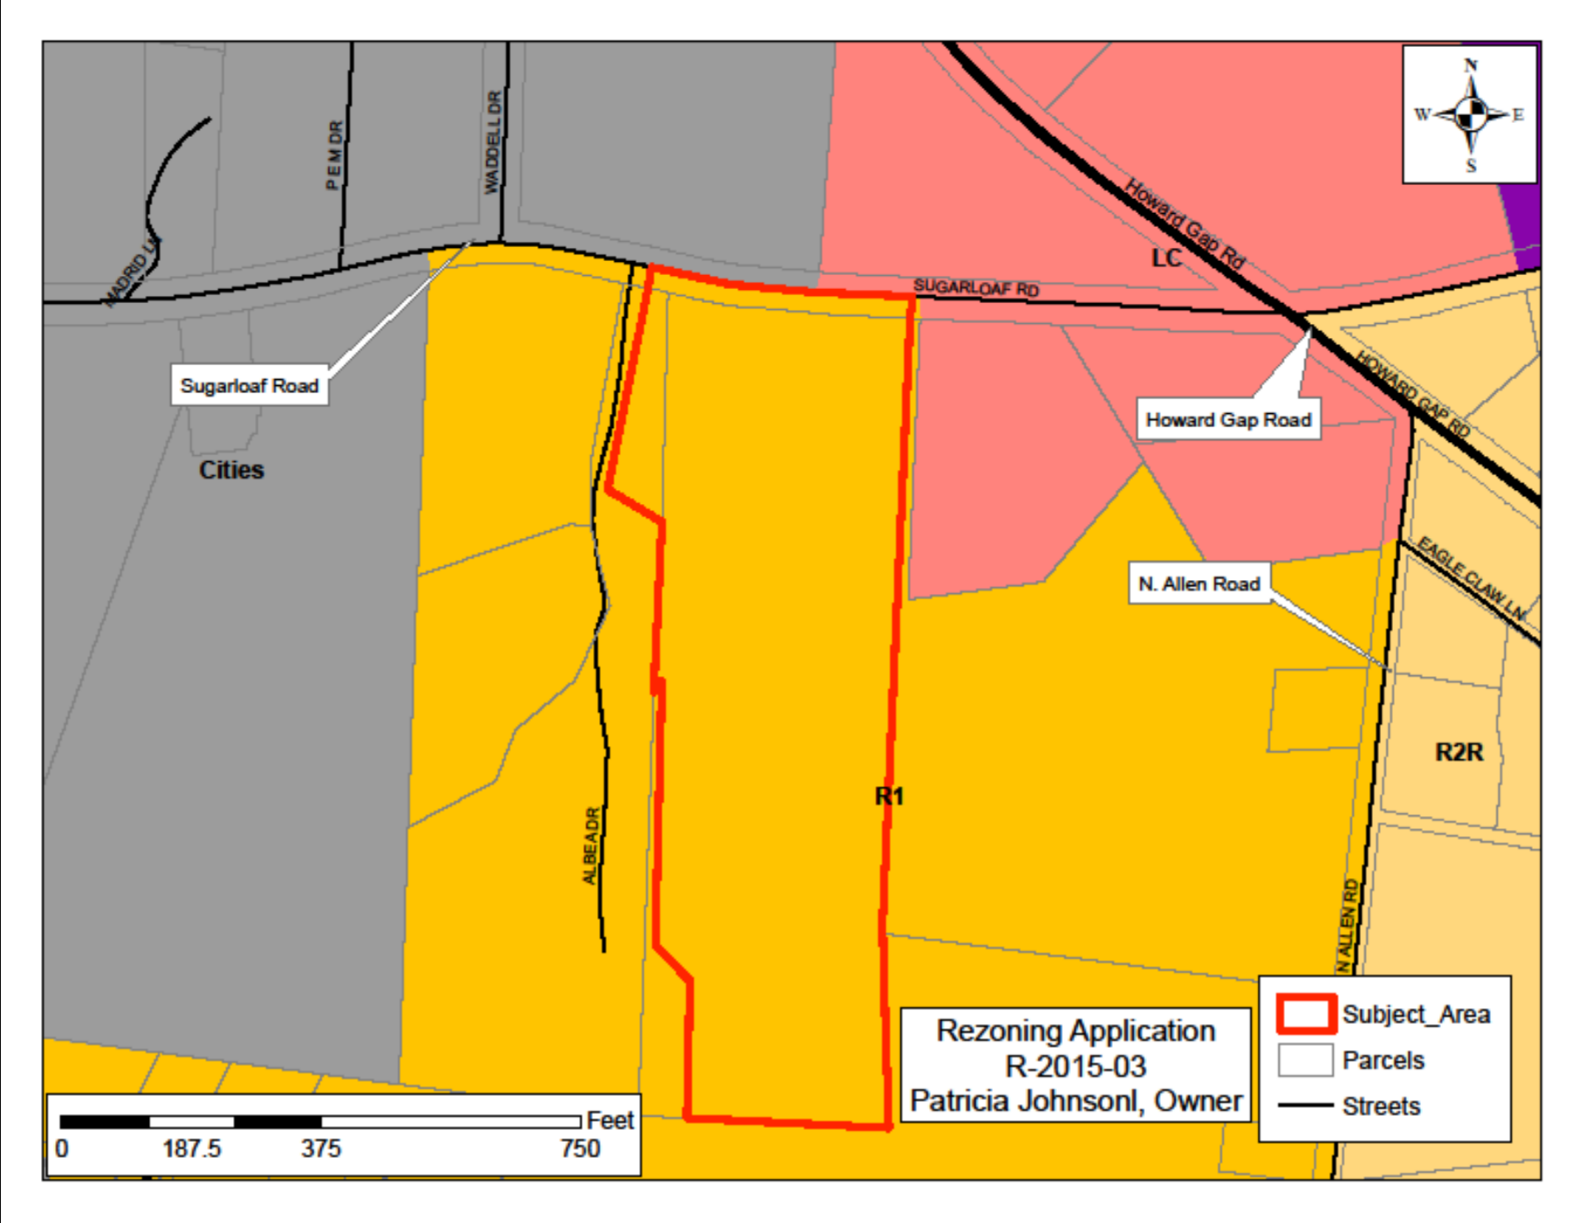 N
W E
S
P E M DR
WADDELL DR
MADRID LN
Howard Gap Rd
LC
SUGARLOAF RD
Sugarloaf Road
HOWARD GAP RD
Howard Gap Road
Cities
EAGLE CLAW LN
N. Allen Road
R2R
R1
ALBEADR
N ALLEN RD
Rezoning Application
R-2015-03
Patricia Johnsonl, Owner
Subject_Area
Parcels
Streets
Feet
0 187.5 375 750